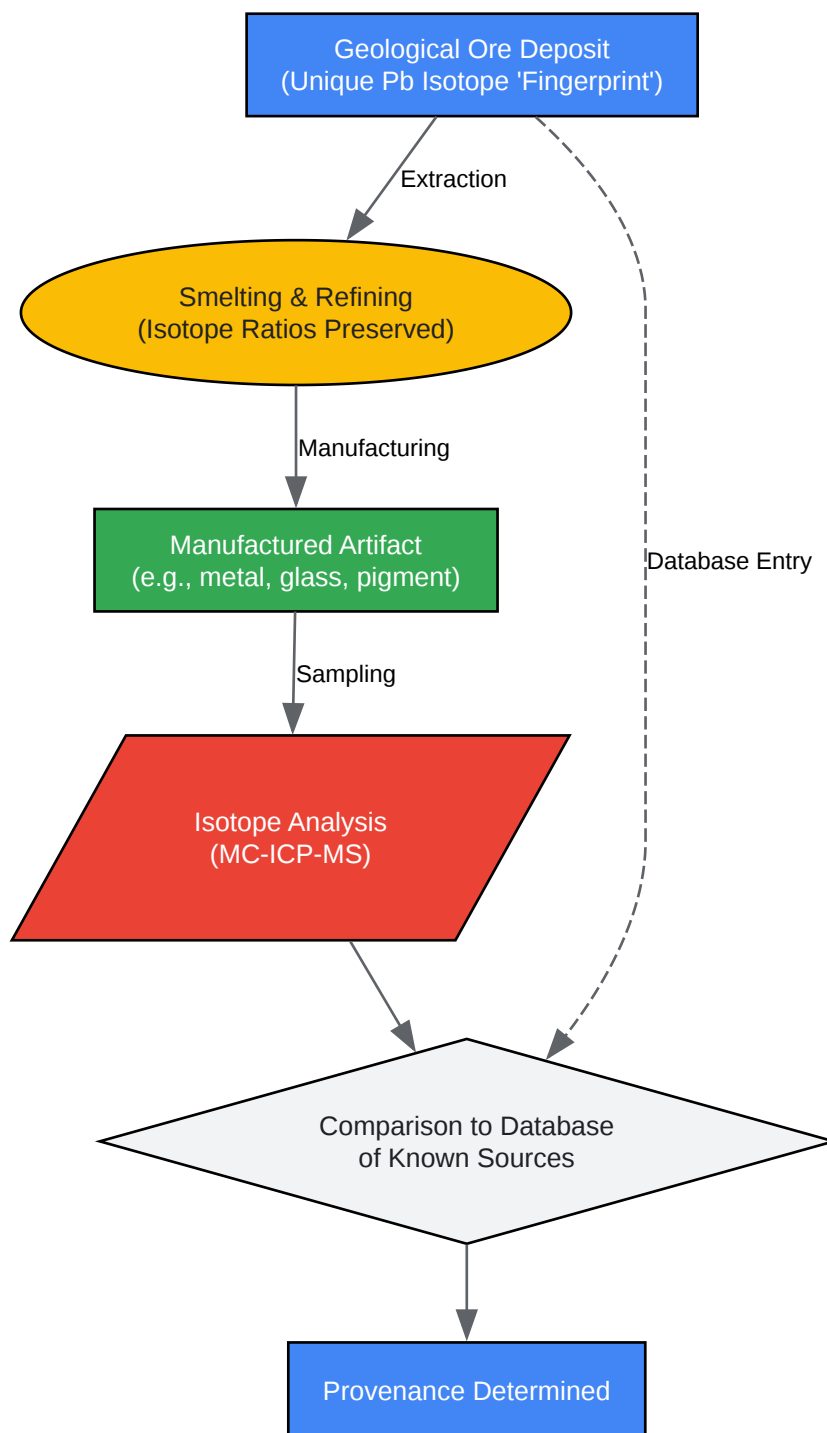 Geological Ore Deposit
(Unique Pb Isotope 'Fingerprint')
Extraction
Smelting & Refining
(Isotope Ratios Preserved)
Manufacturing
Manufactured Artifact
(e.g., metal, glass, pigment)
Database Entry
Sampling
Isotope Analysis
(MC-ICP-MS)
Comparison to Database
of Known Sources
Provenance Determined